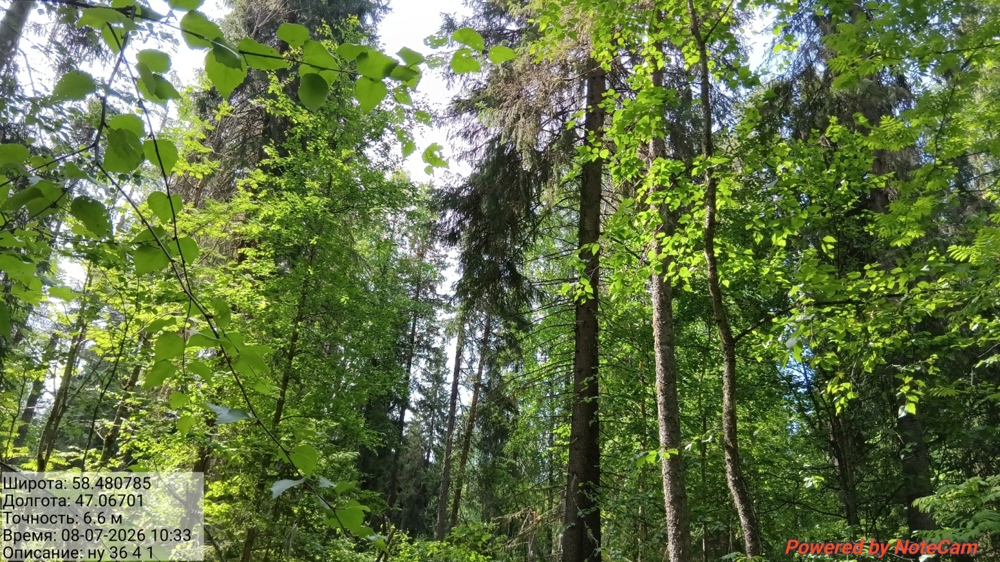 Широта: 58.480785
Долгота: 47.06701
Точность: 6.6 м
Время: 08-07-2026 10:33
Описание: ну 36 4 1
Powered by NoteCam